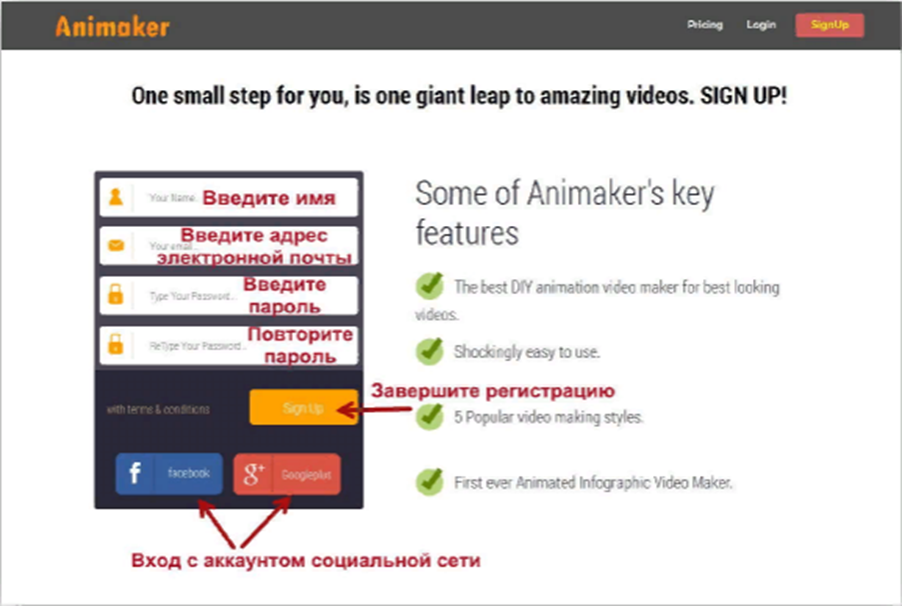 Animaker
Pricing Login SignUp
One small step for you, is one giant leap to amazing videos. SIGN UP!
Your Name... Введите имя
Your email...
Введите адрес
электронной почты
Type Your Password...
Введите
пароль
ReType Your Password...
Повторите
пароль
with terms & conditions
Sign Up
Завершите регистрацию
facebook
g+ Googleplus
Вход с аккаунтом социальной сети
Some of Animaker's key
features
The best DIY animation video maker for best looking
videos.
Shockingly easy to use.
5 Popular video making styles.
First ever Animated Infographic Video Maker.